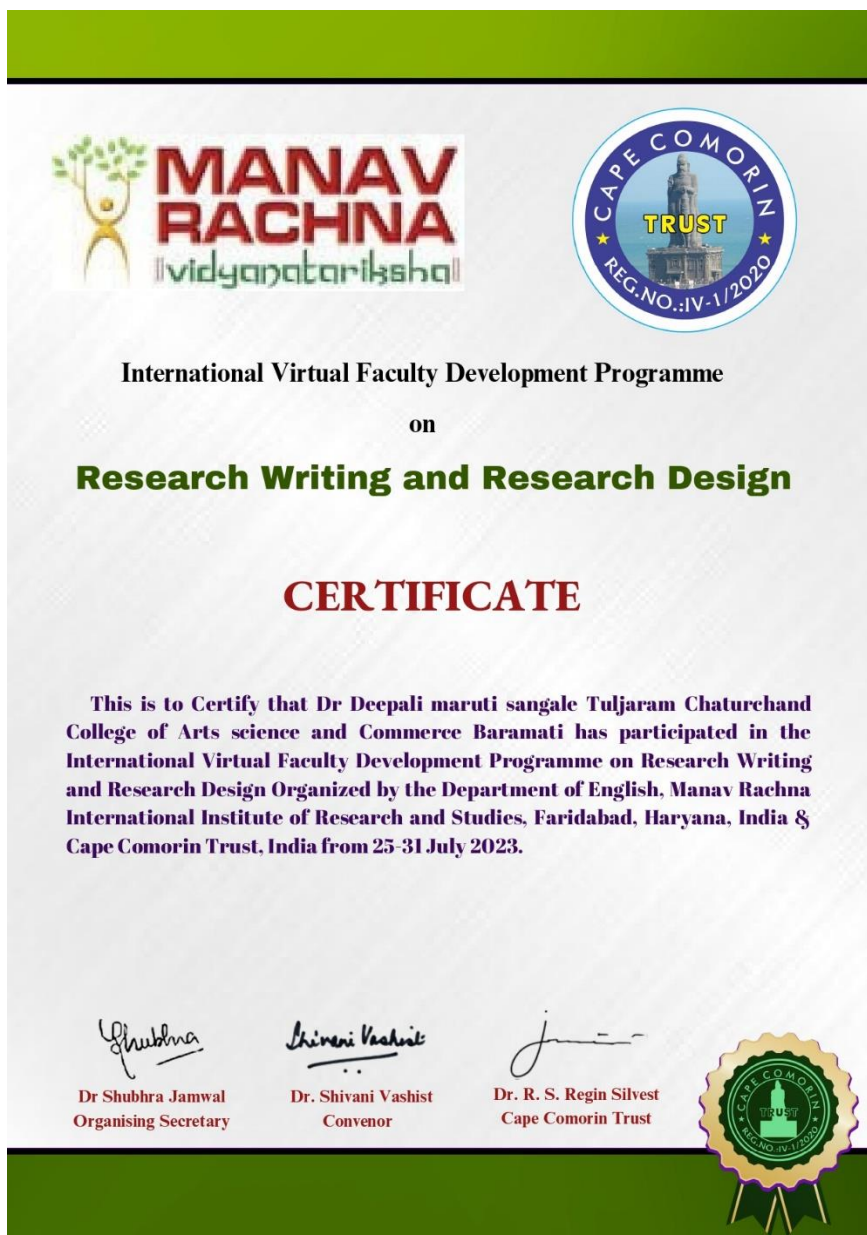 MANAV
RACHNA
vidyanatariksha
CAPE COMORIN
TRUST
REG.NO.:IV-1/2020
International Virtual Faculty Development Programme
on
Research Writing and Research Design
CERTIFICATE
This is to Certify that Dr Deepali maruti sangale Tuljaram Chaturchand
College of Arts science and Commerce Baramati has participated in the
International Virtual Faculty Development Programme on Research Writing
and Research Design Organized by the Department of English, Manav Rachna
International Institute of Research and Studies, Faridabad, Haryana, India &
Cape Comorin Trust, India from 25-31 July 2023.
Shubhra
Shivani Vashist
Dr Shubhra Jamwal
Organising Secretary
Dr. Shivani Vashist
Convenor
Dr. R. S. Regin Silvest
Cape Comorin Trust
CAPE COMORIN
TRUST
REG.NO.:IV-1/2020